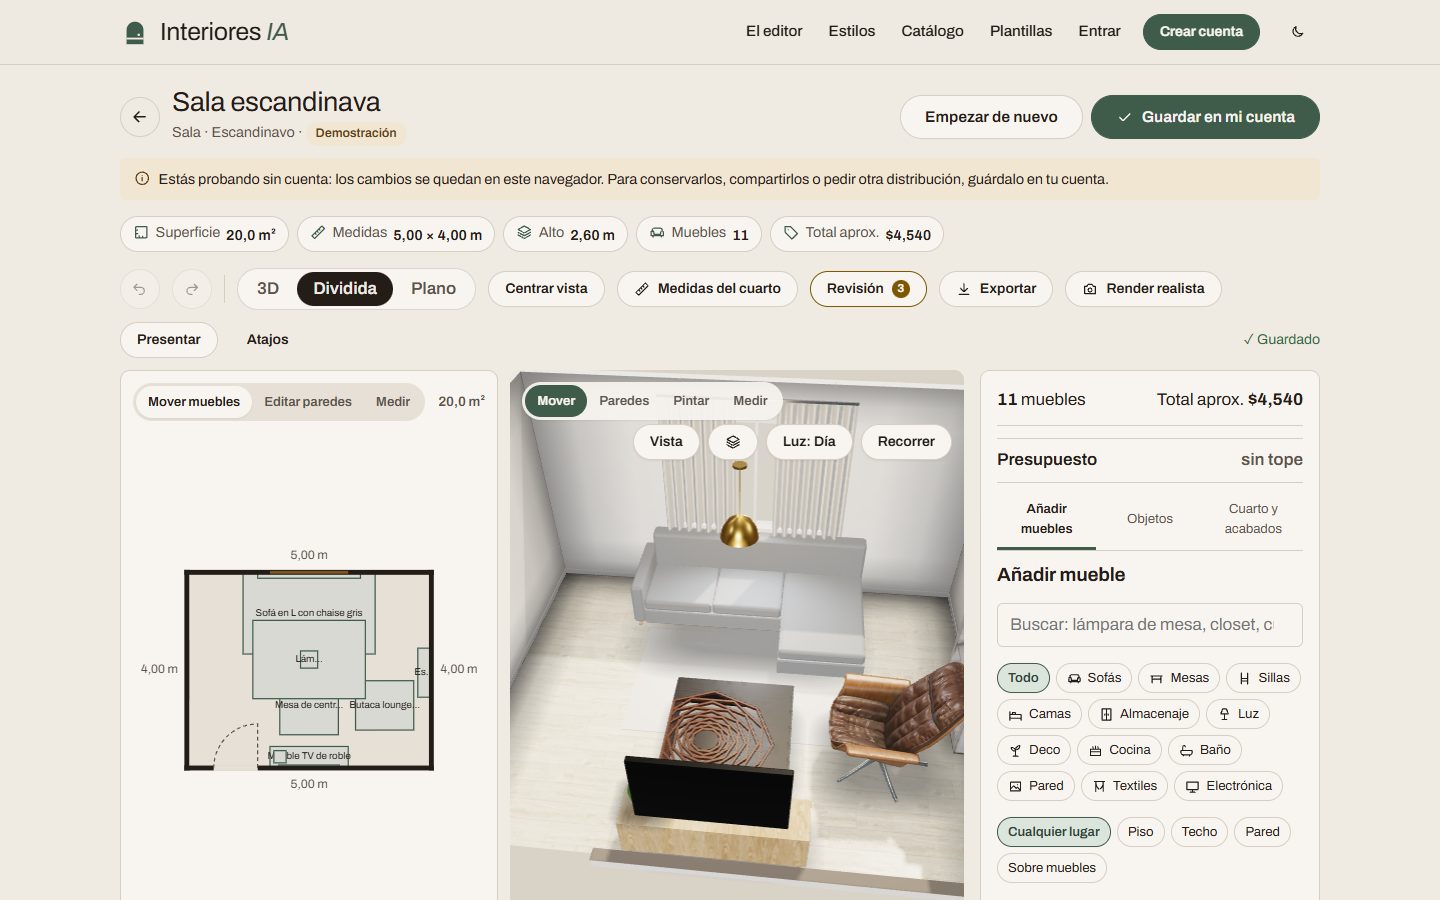 Interiores IA
El editor
Estilos
Catálogo
Plantillas
Entrar
Crear cuenta
Sala escandinava
Sala · Escandinavo · Demostración
Empezar de nuevo
Guardar en mi cuenta
Estás probando sin cuenta: los cambios se quedan en este navegador. Para conservarlos, compartirlos o pedir otra distribución, guárdalo en tu cuenta.
Superficie 20,0 m²
Medidas 5,00 × 4,00 m
Alto 2,60 m
Muebles 11
Total aprox. $4,540
3D
Dividida
Plano
Centrar vista
Medidas del cuarto
Revisión 3
Exportar
Render realista
Presentar
Atajos
✓ Guardado
Mover muebles
Editar paredes
Medir
20,0 m²
5,00 m
Sofá en L con chaise gris
Lám...
4,00 m
4,00 m
Es...
Mesa de centr...
Butaca lounge...
ble TV de roble
5,00 m
Mover
Paredes
Pintar
Medir
Vista
Luz: Día
Recorrer
11 muebles
Total aprox. $4,540
Presupuesto
sin tope
Añadir
muebles
Objetos
Cuarto y
acabados
Añadir mueble
Buscar: lámpara de mesa, closet, c
Todo
Sofás
Mesas
Sillas
Camas
Almacenaje
Luz
Deco
Cocina
Baño
Pared
Textiles
Electrónica
Cualquier lugar
Piso
Techo
Pared
Sobre muebles